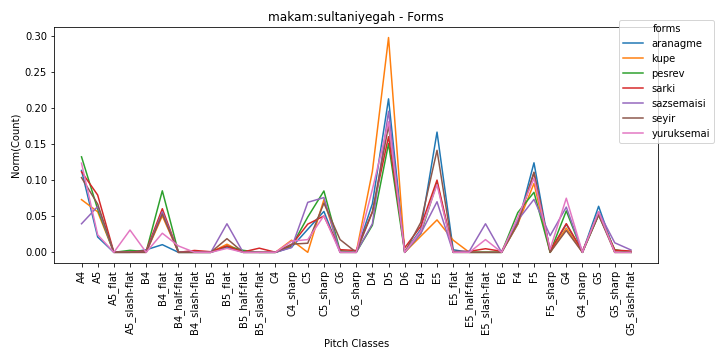 makam:sultaniyegah - Forms
forms
aranagme
kupe
pesrev
sarki
sazsemaisi
seyir
yuruksemai
Norm(Count)
0.30
0.25
0.20
0.15
0.10
0.05
0.00
A4
A5
A5_flat
A5_slash-flat
B4
B4_flat
B4_half-flat
B4_slash-flat
B5
B5_flat
B5_half-flat
B5_slash-flat
C4
C4_sharp
C5
C5_sharp
C6
C6_sharp
D4
D5
D6
E4
E5
E5_flat
E5_half-flat
E5_slash-flat
E6
F4
F5
F5_sharp
G4
G4_sharp
G5
G5_sharp
G5_slash-flat
Pitch Classes